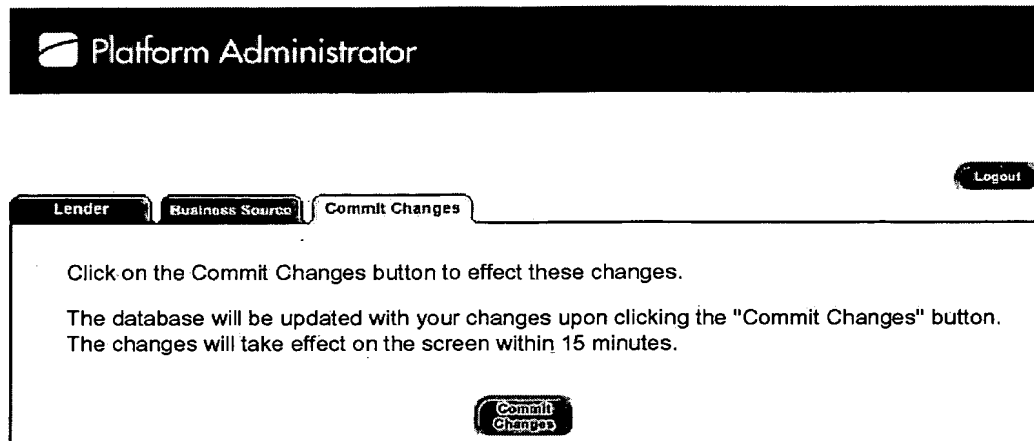 Platform Administrator
Logout
Lender
Business Source
Commit Changes
Click on the Commit Changes button to effect these changes.
The database will be updated with your changes upon clicking the "Commit Changes" button.
The changes will take effect on the screen within 15 minutes.
Commit
Changes